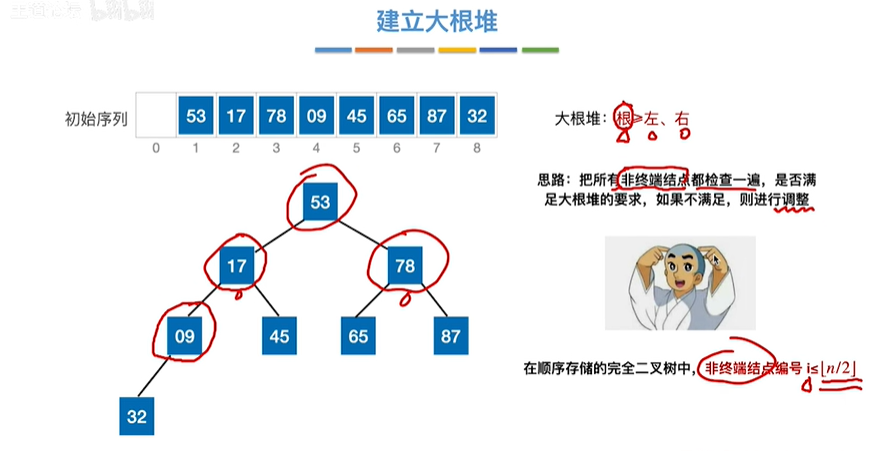 建立大根堆
初始序列
53 17 78 09 45 65 87 32
0 1 2 3 4 5 6 7 8
大根堆：根≥左、右
思路：把所有非终端结点都检查一遍，是否满
足大根堆的要求，如果不满足，则进行调整
53
17 78
09 45 65 87
32
在顺序存储的完全二叉树中，非终端结点编号 i≤⌊n/2⌋